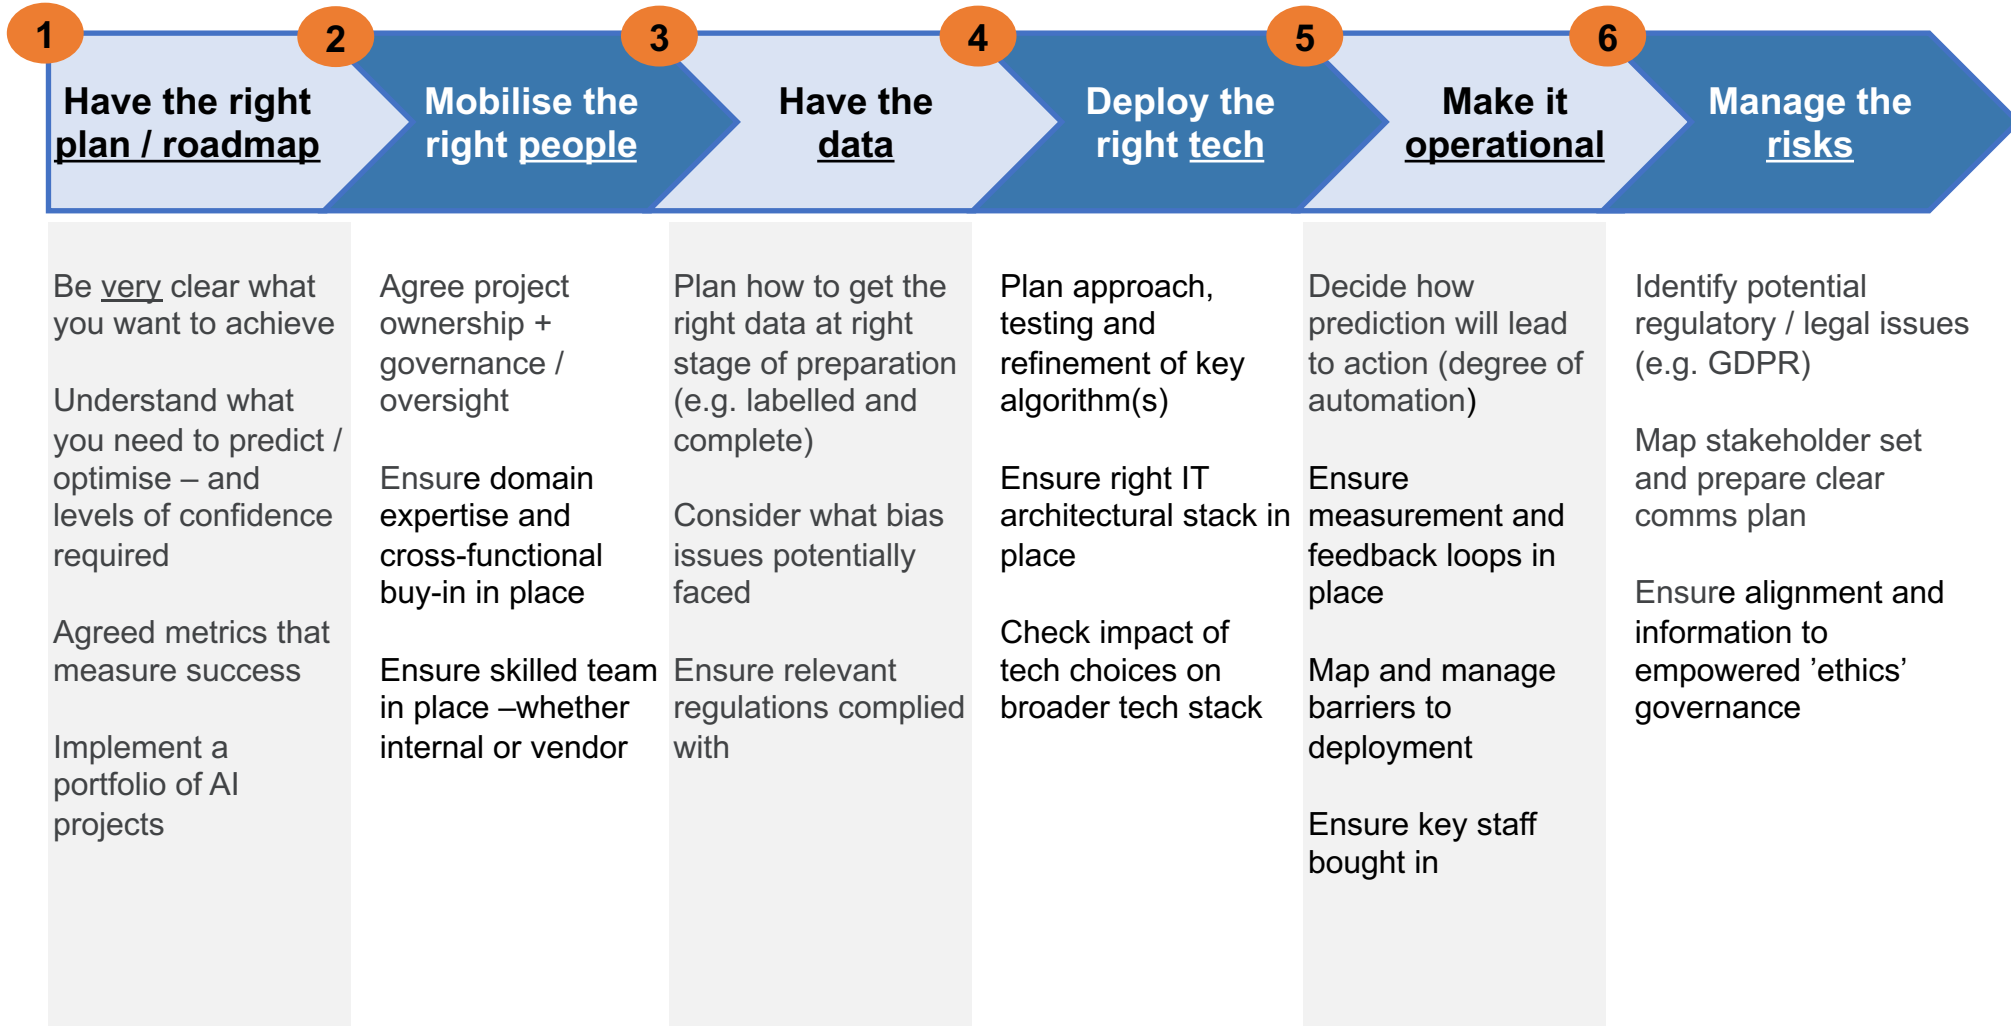 1
Have the right
plan / roadmap
2
Mobilise the
right people
3
Have the
data
4
Deploy the
right tech
5
Make it
operational
6
Manage the
risks
Be very clear what
you want to achieve
Understand what
you need to predict /
optimise – and
levels of confidence
required
Agreed metrics that
measure success
Implement a
portfolio of AI
projects
Agree project
ownership +
governance /
oversight
Ensure domain
expertise and
cross-functional
buy-in in place
Ensure skilled team
in place –whether
internal or vendor
Plan how to get the
right data at right
stage of preparation
(e.g. labelled and
complete)
Consider what bias
issues potentially
faced
Ensure relevant
regulations complied
with
Plan approach,
testing and
refinement of key
algorithm(s)
Ensure right IT
architectural stack in
place
Check impact of
tech choices on
broader tech stack
Decide how
prediction will lead
to action (degree of
automation)
Ensure
measurement and
feedback loops in
place
Map and manage
barriers to
deployment
Ensure key staff
bought in
Identify potential
regulatory / legal issues
(e.g. GDPR)
Map stakeholder set
and prepare clear
comms plan
Ensure alignment and
information to
empowered ’ethics’
governance